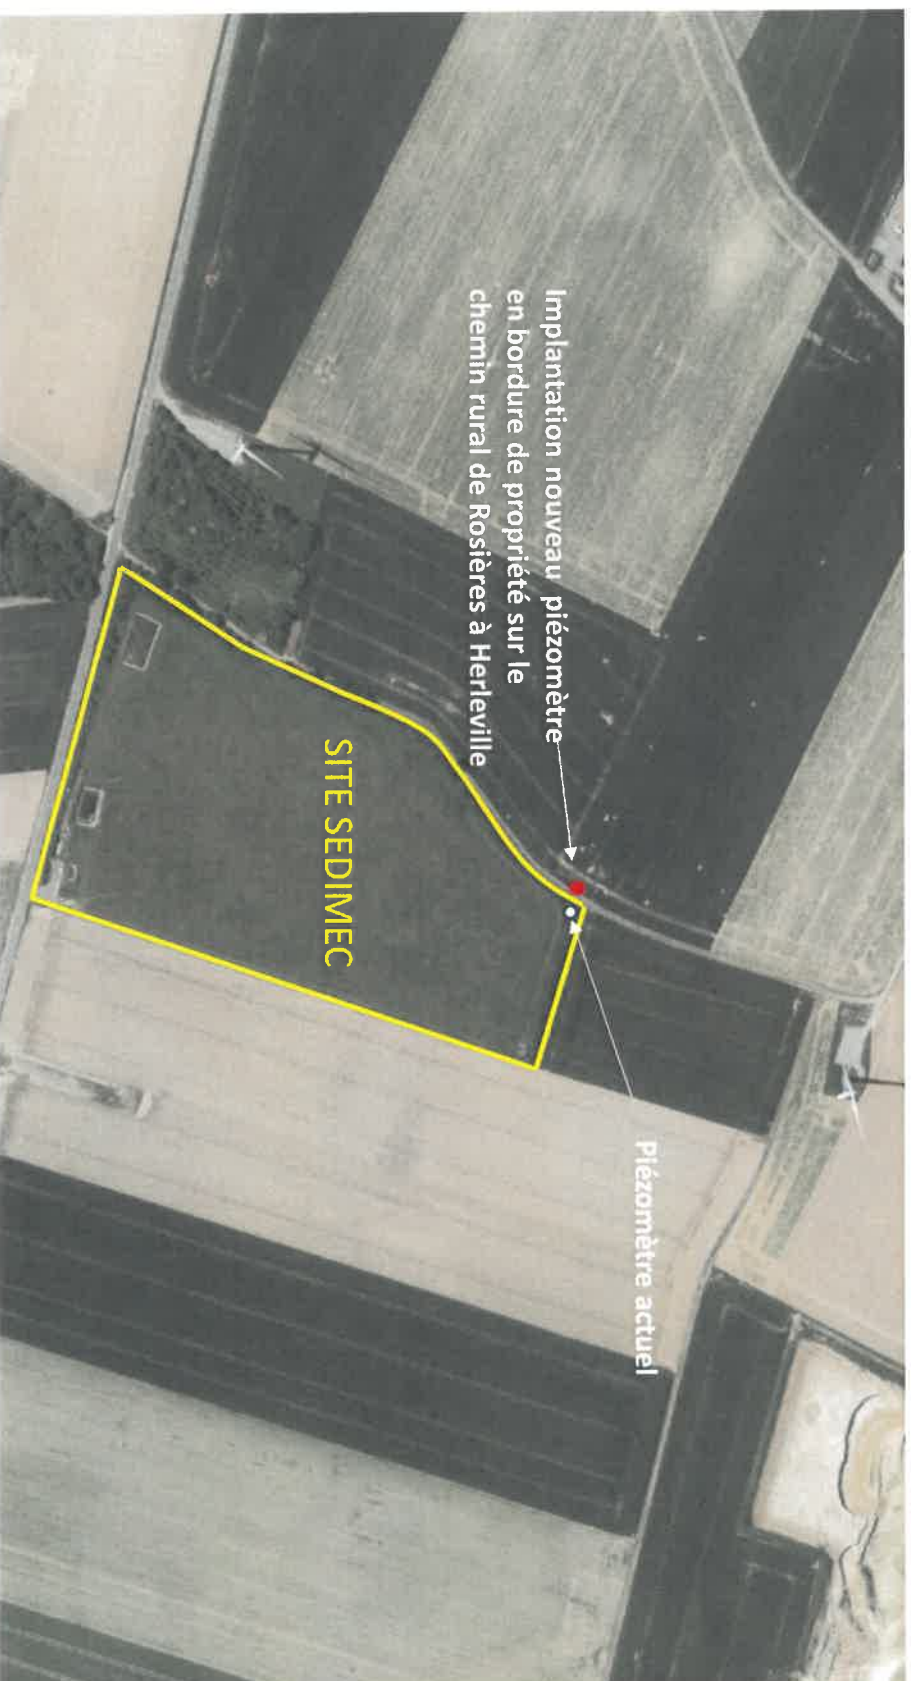 Implantation nouveau piézomètre
en bordure de propriété sur le
chemin rural de Rosières à Herleville
SITE SEDIMEC
Piézomètre actuel